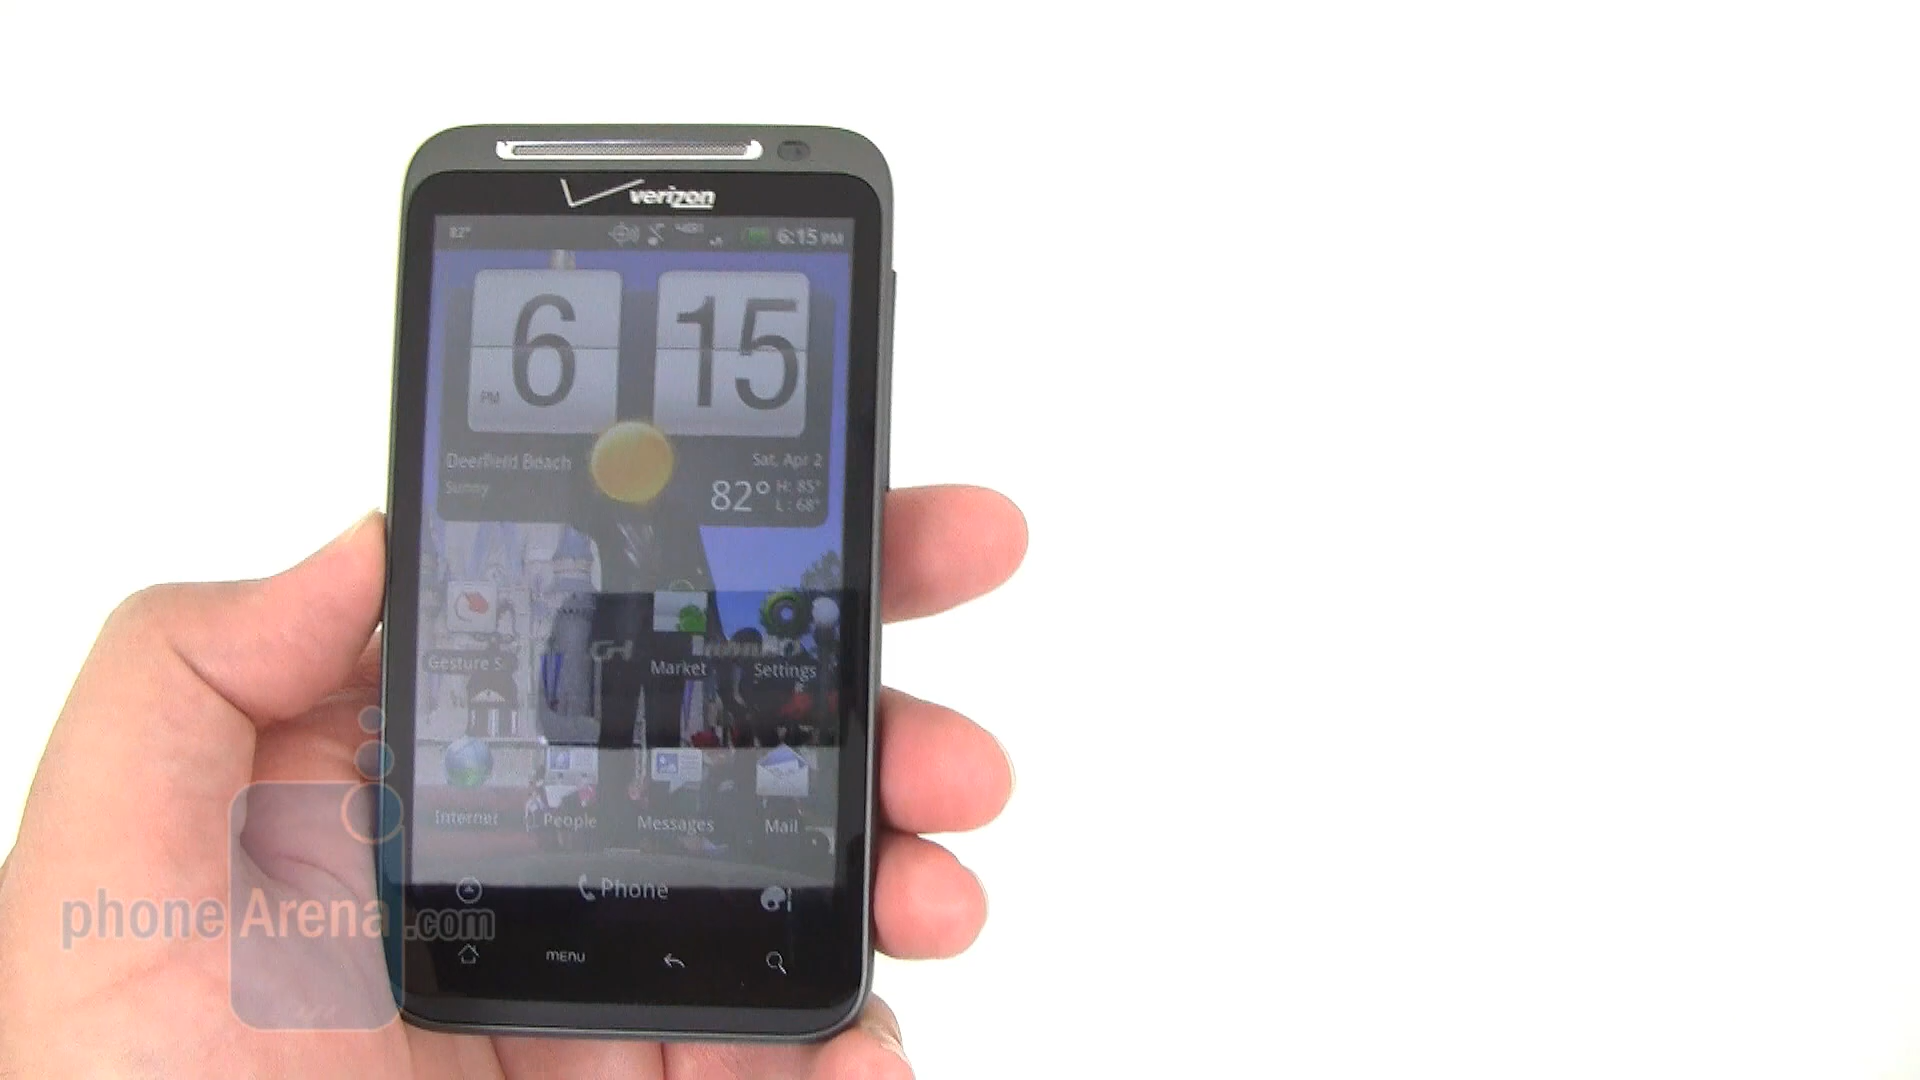 verizon
82° 6:15 PM
6 15
PM
Deerfield Beach Sat, Apr 2
Sunny 82° H: 85°
L: 68°
Gesture S Market Settings
Internet People Messages Mail
Phone
phoneArena.com
MENU